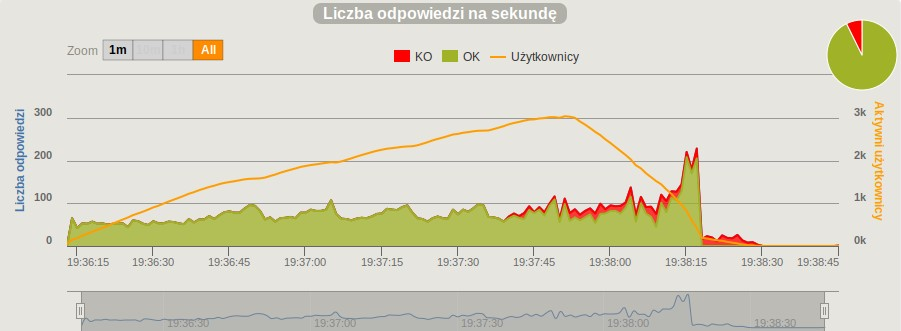 Liczba odpowiedzi na sekundę
Zoom 1m 10m 1h All
KO OK Użytkownicy
Liczba odpowiedzi
300
200
100
0
3k
2k
1k
0k
Aktywni użytkownicy
19:36:15 19:36:30 19:36:45 19:37:00 19:37:15 19:37:30 19:37:45 19:38:00 19:38:15 19:38:30 19:38:45
19:36:30 19:37:00 19:37:30 19:38:00 19:38:30